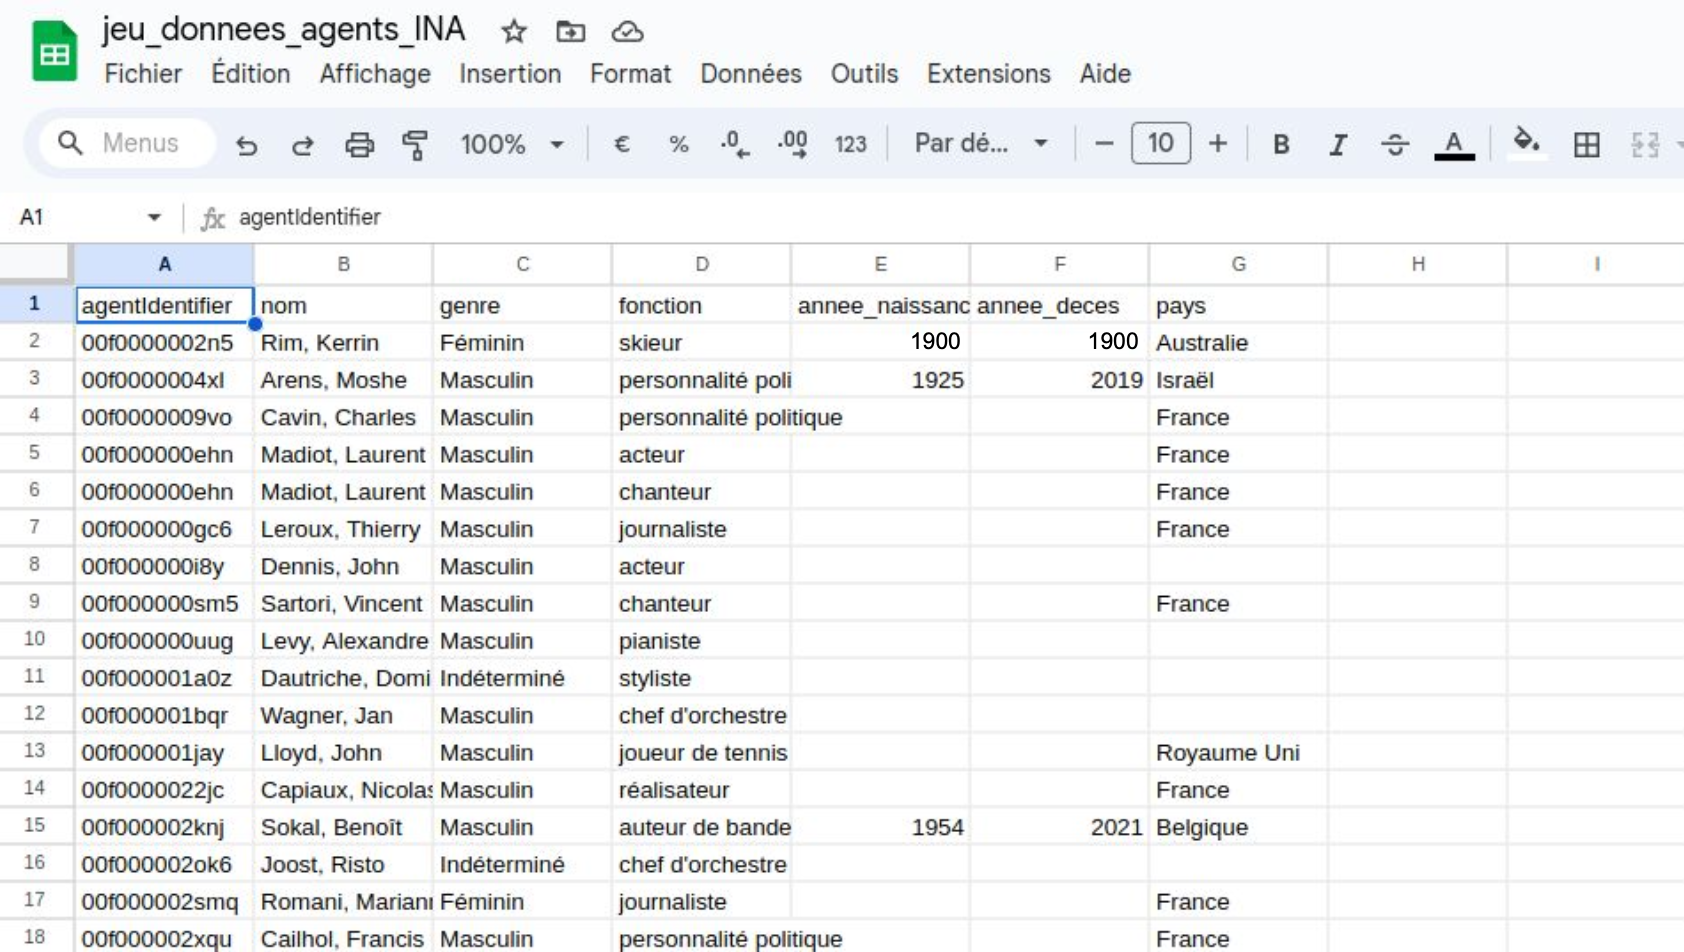 jeu_donnees_agents_INA
Fichier Édition Affichage Insertion Format Données Outils Extensions Aide
Menus 100% € % .0 .00 123 Par dé... 10 B I A
A1 fx agentIdentifier
A B C D E F G H I
1 agentIdentifier nom genre fonction annee_naissanc annee_deces pays
2 00f0000002n5 Rim, Kerrin Féminin skieur 1900 1900 Australie
3 00f0000004xl Arens, Moshe Masculin personnalité poli 1925 2019 Israël
4 00f0000009vo Cavin, Charles Masculin personnalité politique France
5 00f000000ehn Madiot, Laurent Masculin acteur France
6 00f000000ehn Madiot, Laurent Masculin chanteur France
7 00f000000gc6 Leroux, Thierry Masculin journaliste France
8 00f000000i8y Dennis, John Masculin acteur
9 00f000000sm5 Sartori, Vincent Masculin chanteur France
10 00f000000uug Levy, Alexandre Masculin pianiste
11 00f000001a0z Dautriche, Domi Indéterminé styliste
12 00f000001bqr Wagner, Jan Masculin chef d'orchestre
13 00f000001jay Lloyd, John Masculin joueur de tennis Royaume Uni
14 00f0000022jc Capiaux, Nicolas Masculin réalisateur France
15 00f000002knj Sokal, Benoît Masculin auteur de bande 1954 2021 Belgique
16 00f000002ok6 Joost, Risto Indéterminé chef d'orchestre
17 00f000002smq Romani, Mariann Féminin journaliste France
18 00f000002xqu Cailhol, Francis Masculin personnalité politique France